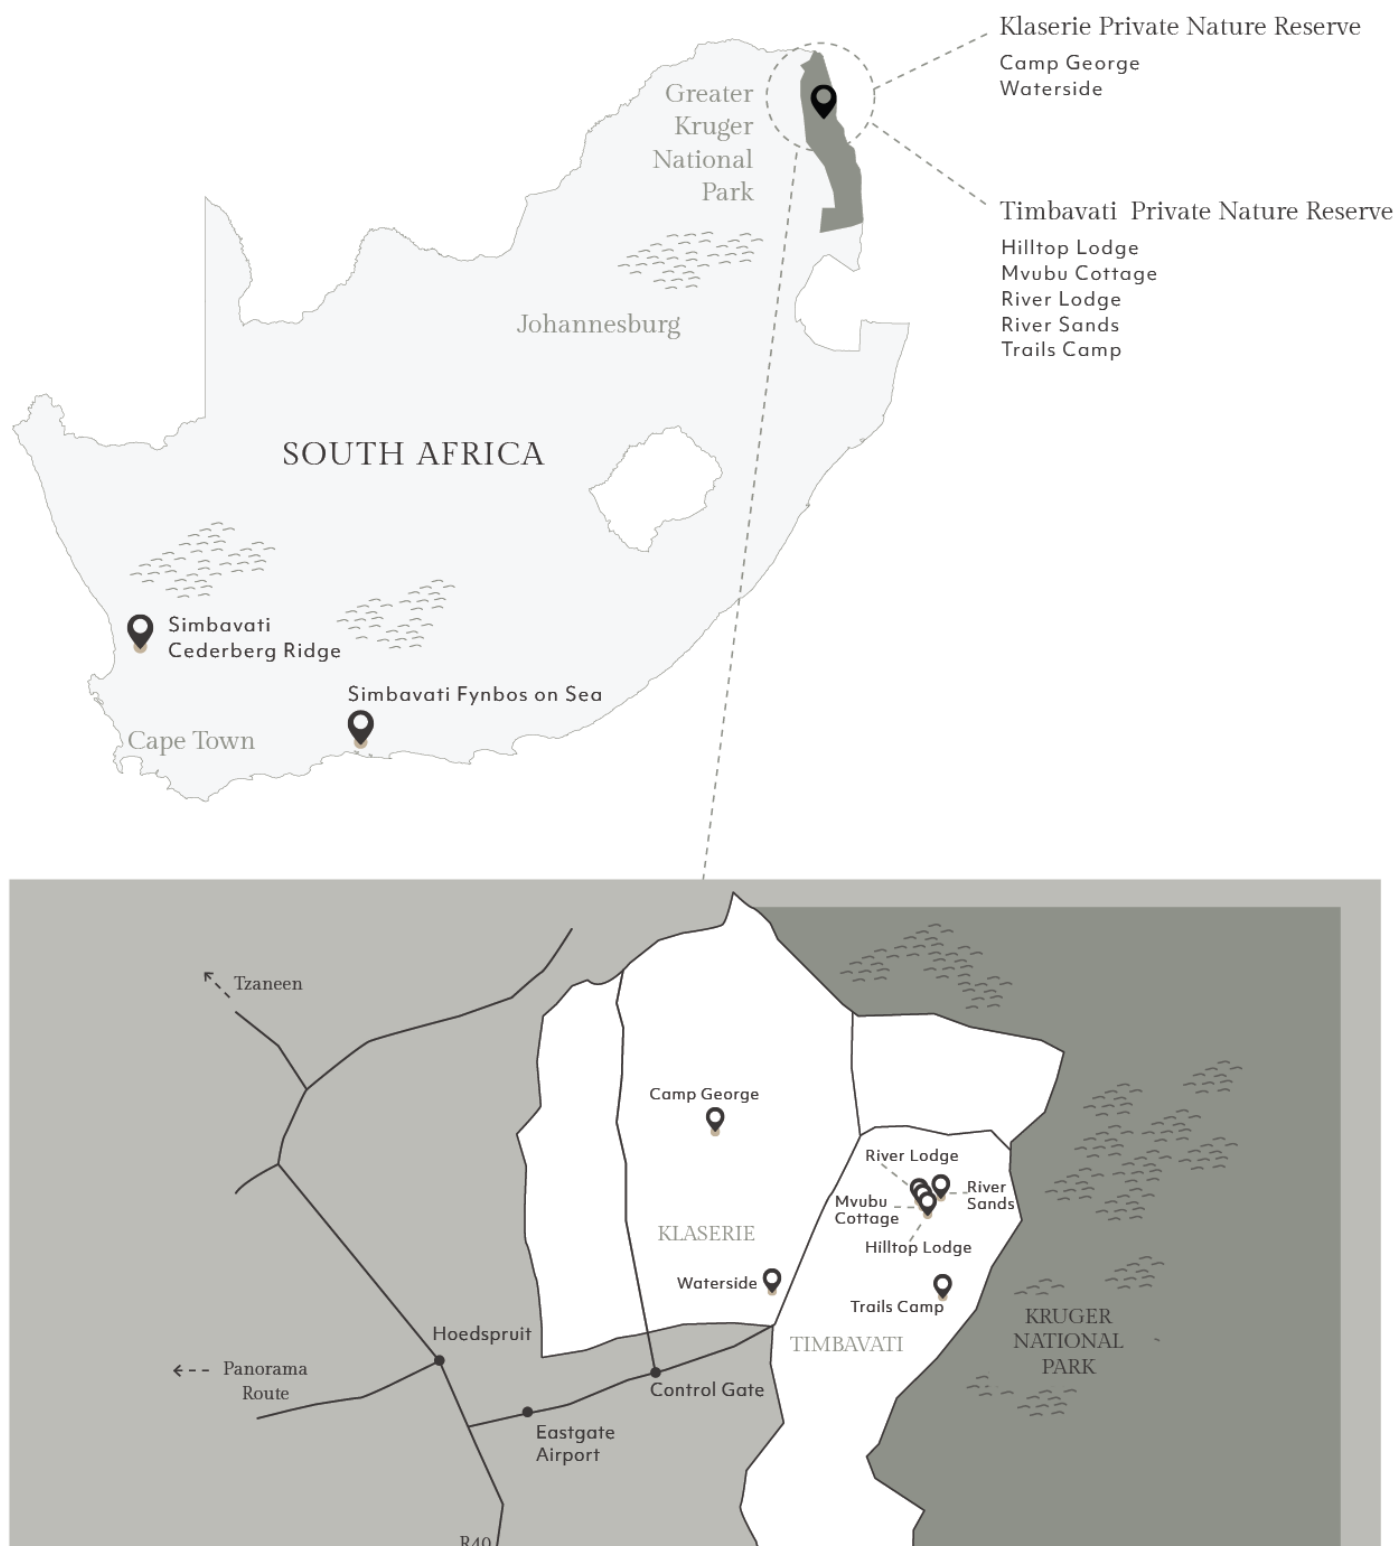 Klaserie Private Nature Reserve
Camp George
Waterside
Greater
Kruger
National
Park
Timbavati Private Nature Reserve
Hilltop Lodge
Mvubu Cottage
River Lodge
River Sands
Trails Camp
Johannesburg
SOUTH AFRICA
Simbavati
Cederberg Ridge
Simbavati Fynbos on Sea
Cape Town
Tzaneen
Camp George
River Lodge
River
Sands
Mvubu
Cottage
KLASERIE
Hilltop Lodge
Waterside
Trails Camp
KRUGER
NATIONAL
PARK
Hoedspruit
TIMBAVATI
Panorama
Route
Control Gate
Eastgate
Airport
R40